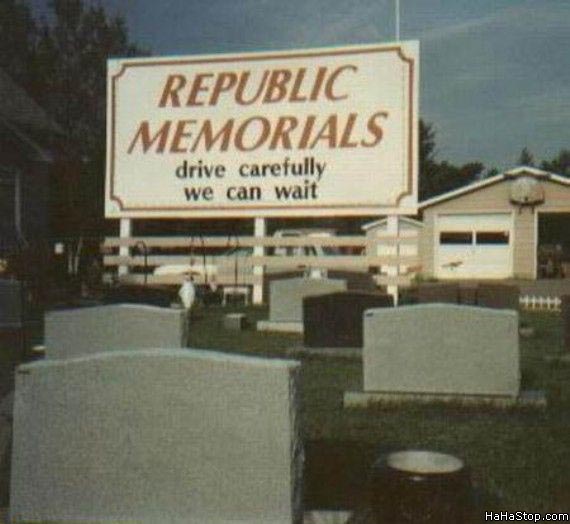 REPUBLIC
MEMORIALS
drive carefully
we can wait
HaHaStop.com